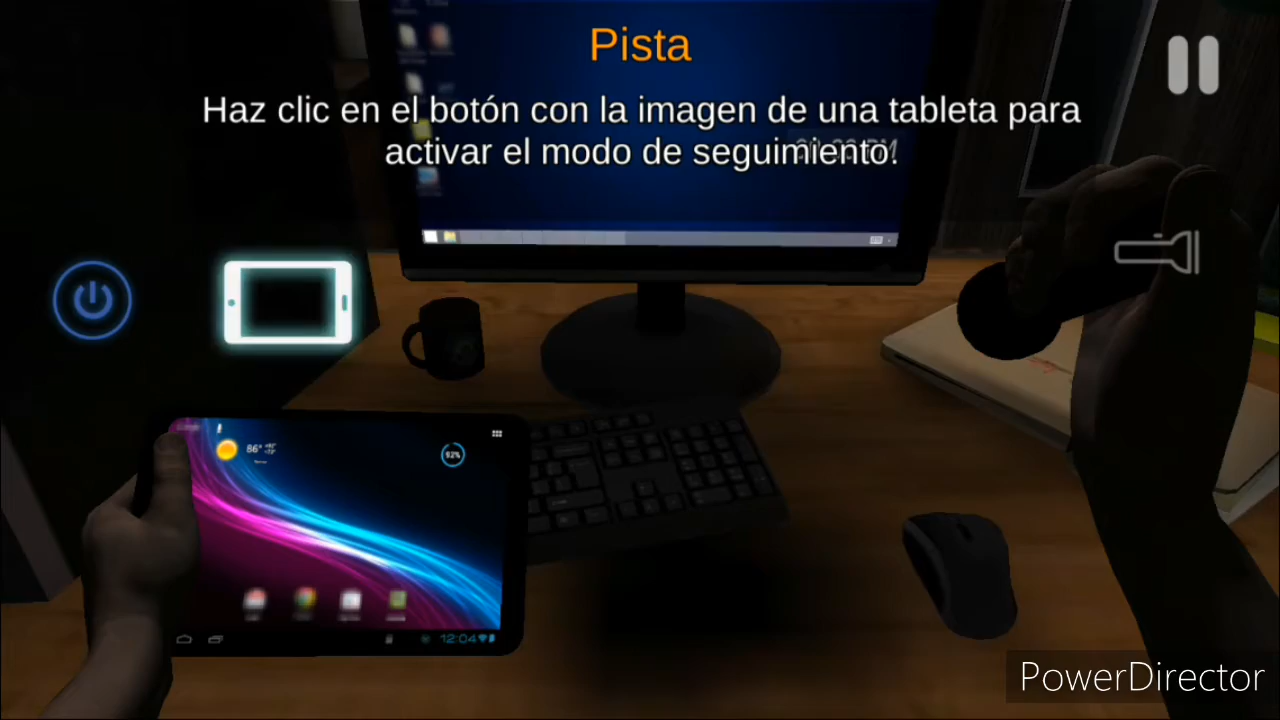 Pista
Haz clic en el botón con la imagen de una tableta para
activar el modo de seguimiento.
86°
92%
12:04
PowerDirector